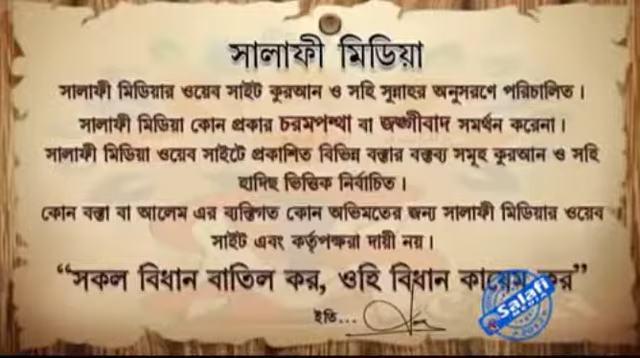 সালাফী মিডিয়া
সালাফী মিডিয়ার ওয়েব সাইট কুরআন ও সহি সুন্নাহর অনুসরণে পরিচালিত।
সালাফী মিডিয়া কোন প্রকার চরমপন্থা বা জঙ্গীবাদ সমর্থন করেনা।
সালাফী মিডিয়া ওয়েব সাইটে প্রকাশিত বিভিন্ন বক্তার বক্তব্য সমূহ কুরআন ও সহি
হাদিছ ভিত্তিক নির্বাচিত।
কোন বক্তা বা আলেম এর ব্যক্তিগত কোন অভিমতের জন্য সালাফী মিডিয়ার ওয়েব
সাইট এবং কর্তৃপক্ষরা দায়ী নয়।
“সকল বিধান বাতিল কর, ওহি বিধান কায়েম কর”
ইতি...
Salafi